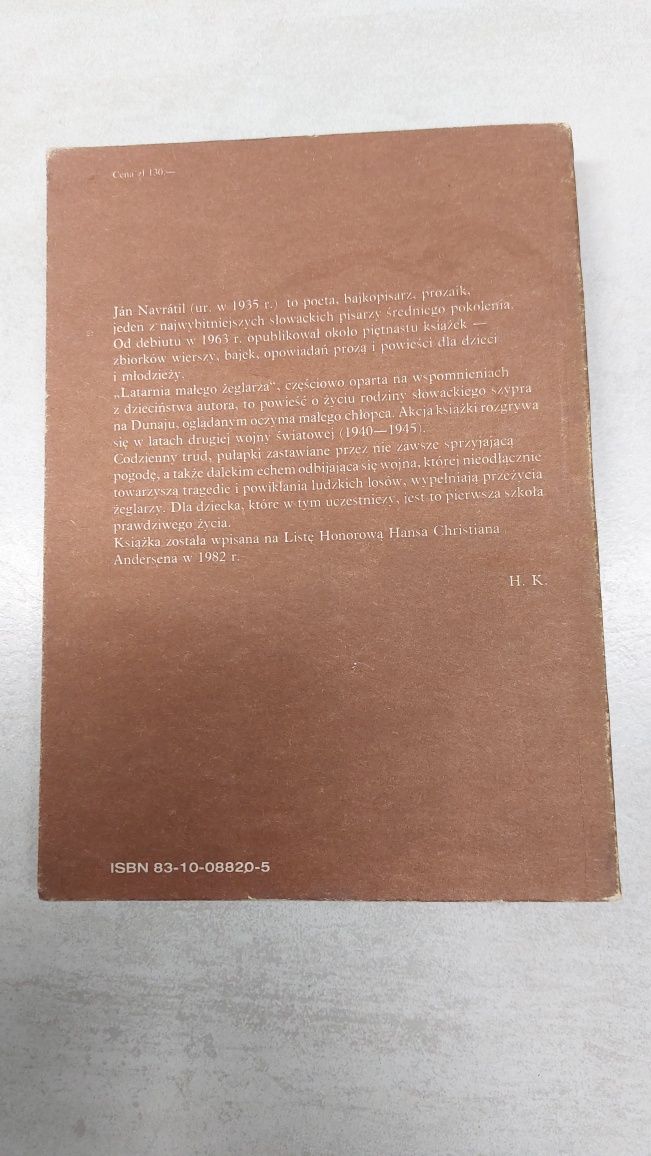 Cena zł 130,—
Ján Navrátil (ur. w 1935 r.) to poeta, bajkopisarz, prozaik,
jeden z najwybitniejszych słowackich pisarzy średniego pokolenia.
Od debiutu w 1963 r. opublikował około piętnastu książek —
zbiorków wierszy, bajek, opowiadań prozą i powieści dla dzieci
i młodzieży.
„Latarnia małego żeglarza“, częściowo oparta na wspomnieniach
z dzieciństwa autora, to powieść o życiu rodziny słowackiego szypra
na Dunaju, oglądanym oczyma małego chłopca. Akcja książki rozgrywa
się w latach drugiej wojny światowej (1940—1945).
Codzienny trud, pułapki zastawiane przez nie zawsze sprzyjającą
pogodę, a także dalekim echem odbijająca się wojna, której nieodłącznie
towarzyszą tragedie i powikłania ludzkich losów, wypełniają przeżycia
żeglarzy. Dla dziecka, które w tym uczestniczy, jest to pierwsza szkoła
prawdziwego życia.
Książka została wpisana na Listę Honorową Hansa Christiana
Andersena w 1982 r.
H. K.
ISBN 83-10-08820-5